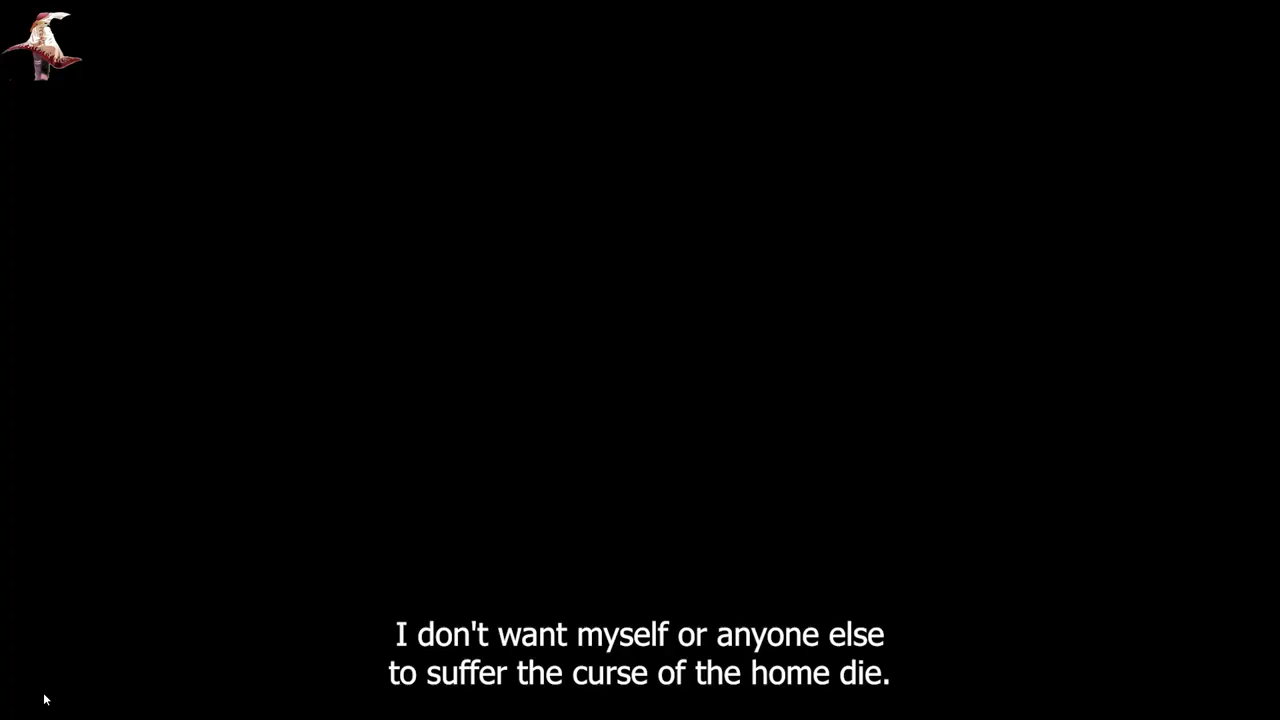 I don't want myself or anyone else
to suffer the curse of the home die.